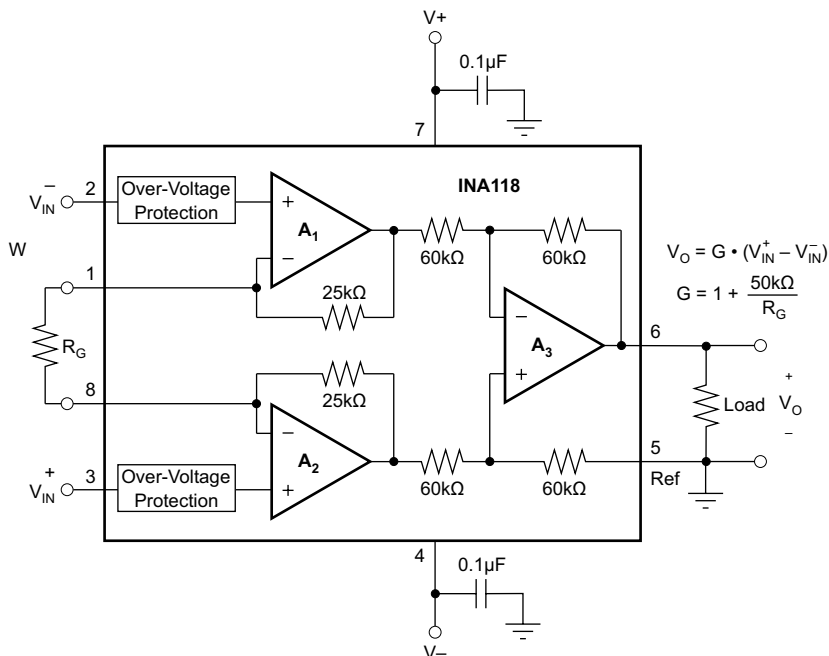 V+
0.1µF
7
INA118
V⁻IN
2
Over-Voltage
Protection
+
A1
−
60kΩ
60kΩ
VO = G • (V⁺IN − V⁻IN)
G = 1 + 50kΩ
RG
W
1
25kΩ
RG
−
A3
+
6
8
25kΩ
Load
+
VO
−
−
A2
+
V⁺IN
3
Over-Voltage
Protection
60kΩ
60kΩ
5
Ref
4
0.1µF
V–